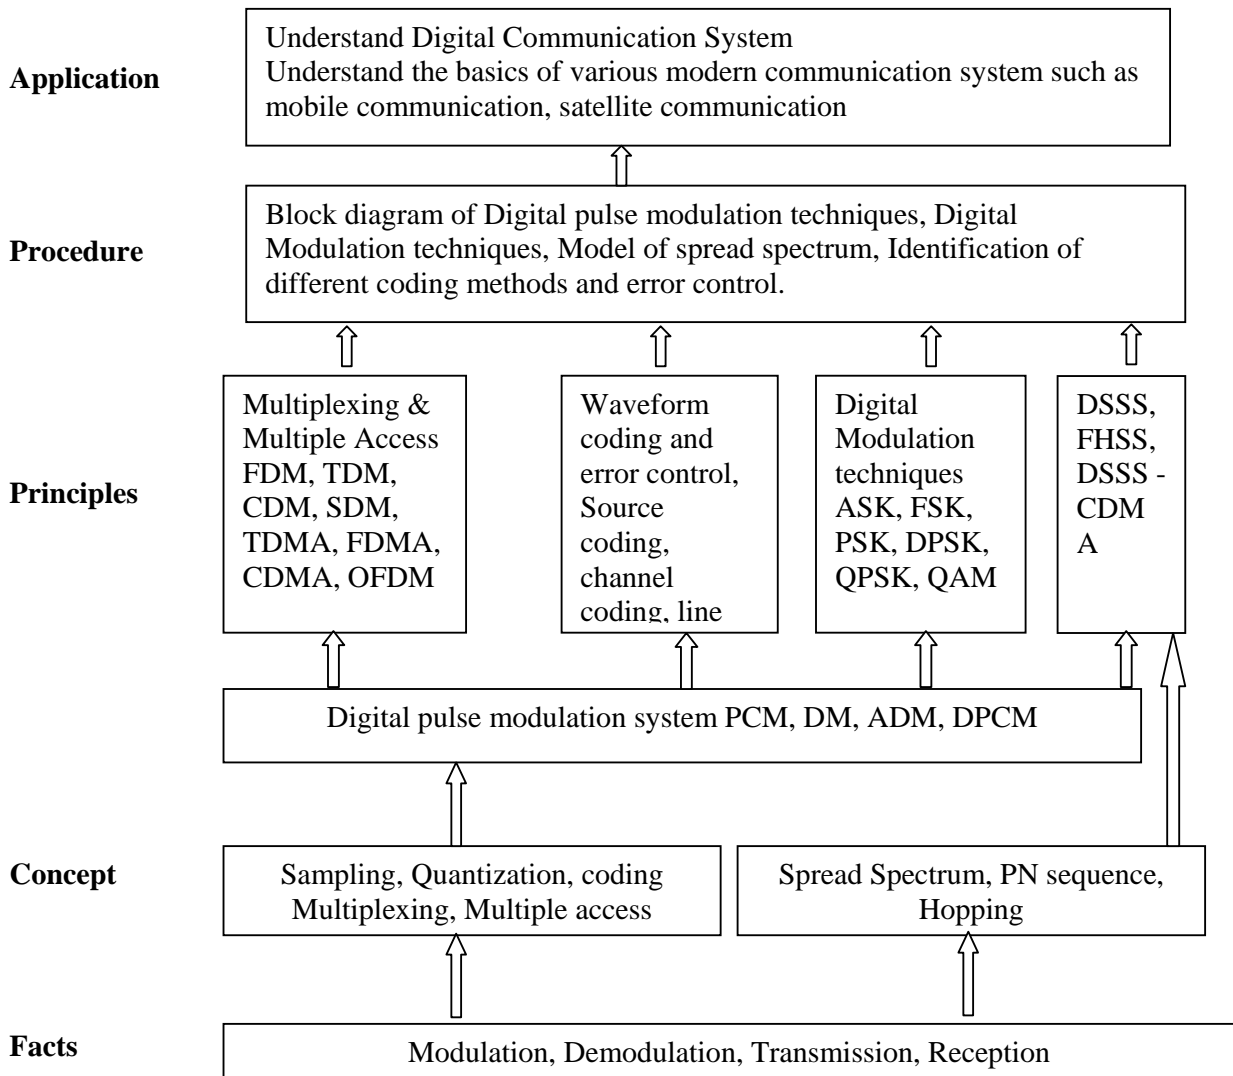 Application
Understand Digital Communication System
Understand the basics of various modern communication system such as
mobile communication, satellite communication
Procedure
Block diagram of Digital pulse modulation techniques, Digital
Modulation techniques, Model of spread spectrum, Identification of
different coding methods and error control.
Principles
Multiplexing &
Multiple Access
FDM, TDM,
CDM, SDM,
TDMA, FDMA,
CDMA, OFDM
Waveform
coding and
error control,
Source
coding,
channel
coding, line
Digital
Modulation
techniques
ASK, FSK,
PSK, DPSK,
QPSK, QAM
DSSS,
FHSS,
DSSS -
CDM
A
Digital pulse modulation system PCM, DM, ADM, DPCM
Concept
Sampling, Quantization, coding
Multiplexing, Multiple access
Spread Spectrum, PN sequence,
Hopping
Facts
Modulation, Demodulation, Transmission, Reception